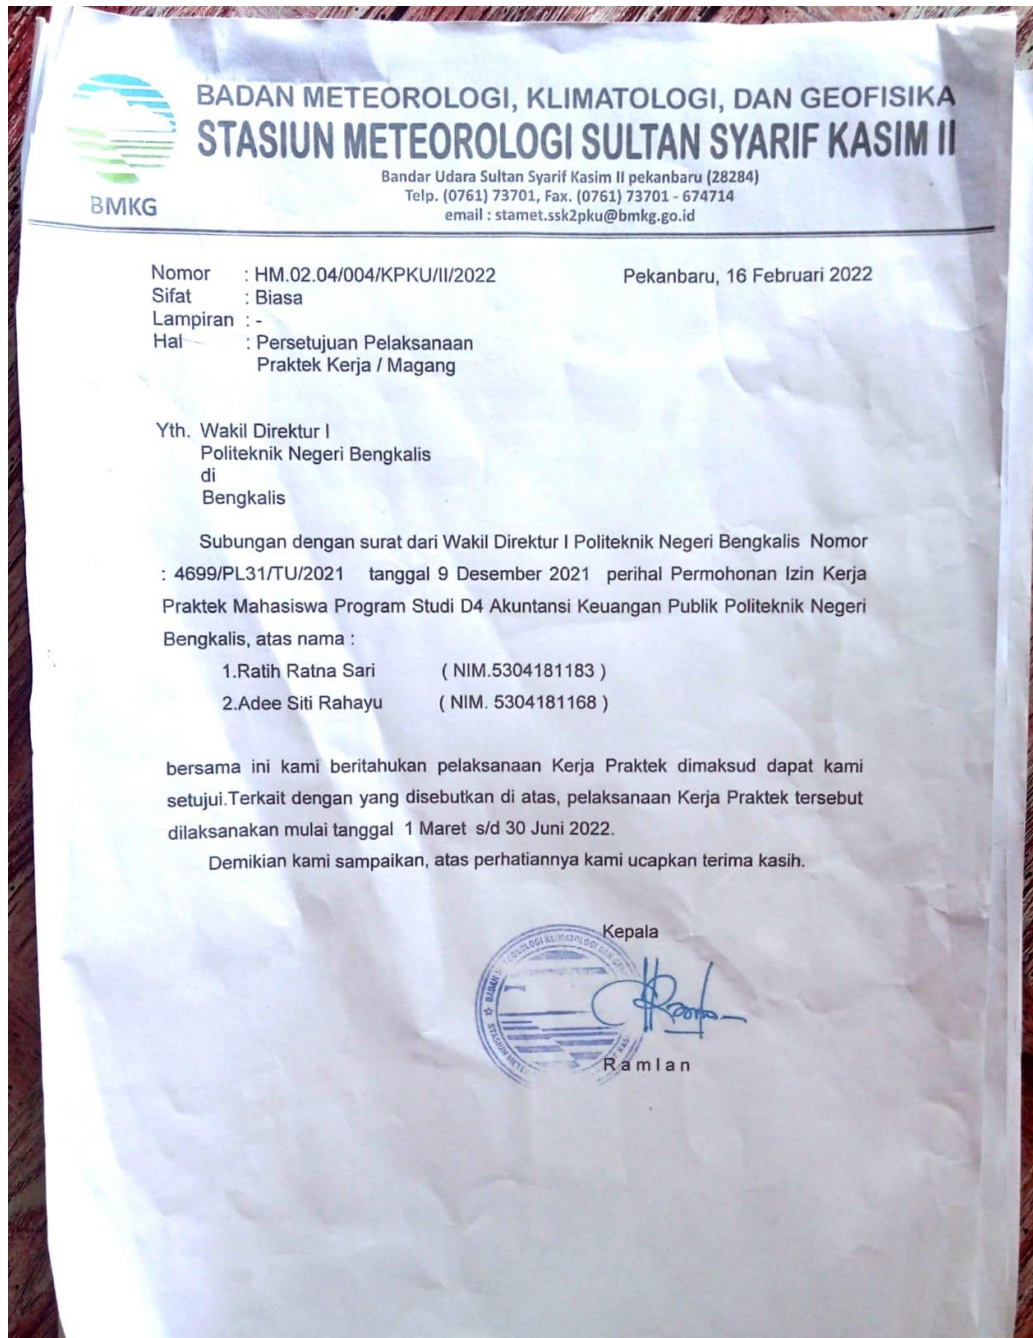 BADAN METEOROLOGI, KLIMATOLOGI, DAN GEOFISIKA
STASIUN METEOROLOGI SULTAN SYARIF KASIM II
Bandar Udara Sultan Syarif Kasim II pekanbaru (28284)
Telp. (0761) 73701, Fax. (0761) 73701 - 674714
email : stamet.ssk2pku@bmkg.go.id
BMKG
Nomor : HM.02.04/004/KPKU/II/2022 Pekanbaru, 16 Februari 2022
Sifat : Biasa
Lampiran : -
Hal : Persetujuan Pelaksanaan
Praktek Kerja / Magang
Yth. Wakil Direktur I
Politeknik Negeri Bengkalis
di
Bengkalis
Subungan dengan surat dari Wakil Direktur I Politeknik Negeri Bengkalis Nomor
: 4699/PL31/TU/2021 tanggal 9 Desember 2021 perihal Permohonan Izin Kerja
Praktek Mahasiswa Program Studi D4 Akuntansi Keuangan Publik Politeknik Negeri
Bengkalis, atas nama :
1.Ratih Ratna Sari ( NIM.5304181183 )
2.Adee Siti Rahayu ( NIM. 5304181168 )
bersama ini kami beritahukan pelaksanaan Kerja Praktek dimaksud dapat kami
setujui.Terkait dengan yang disebutkan di atas, pelaksanaan Kerja Praktek tersebut
dilaksanakan mulai tanggal 1 Maret s/d 30 Juni 2022.
Demikian kami sampaikan, atas perhatiannya kami ucapkan terima kasih.
Kepala
Ramlan